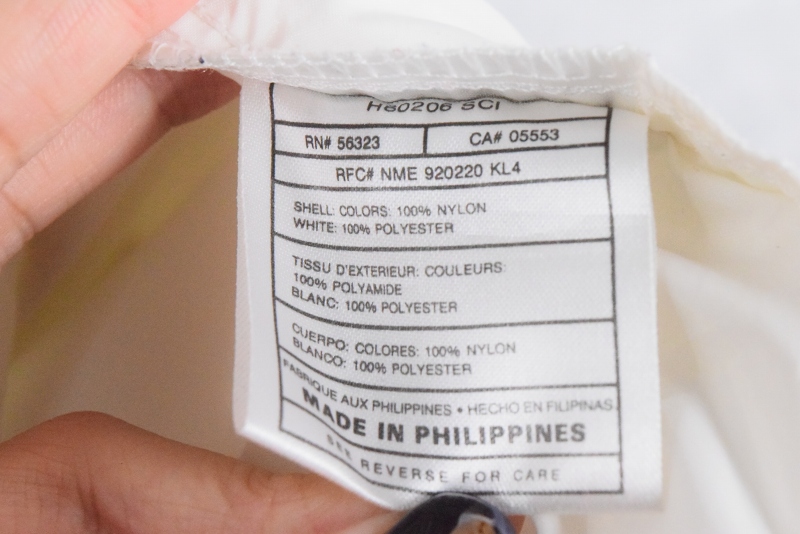 H60206 SCI
RN# 56323 CA# 05553
RFC# NME 920220 KL4
SHELL: COLORS: 100% NYLON
WHITE: 100% POLYESTER
TISSU D'EXTERIEUR: COULEURS:
100% POLYAMIDE
BLANC: 100% POLYESTER
CUERPO: COLORES: 100% NYLON
BLANCO: 100% POLYESTER
FABRIQUE AUX PHILIPPINES • HECHO EN FILIPINAS
MADE IN PHILIPPINES
SEE REVERSE FOR CARE